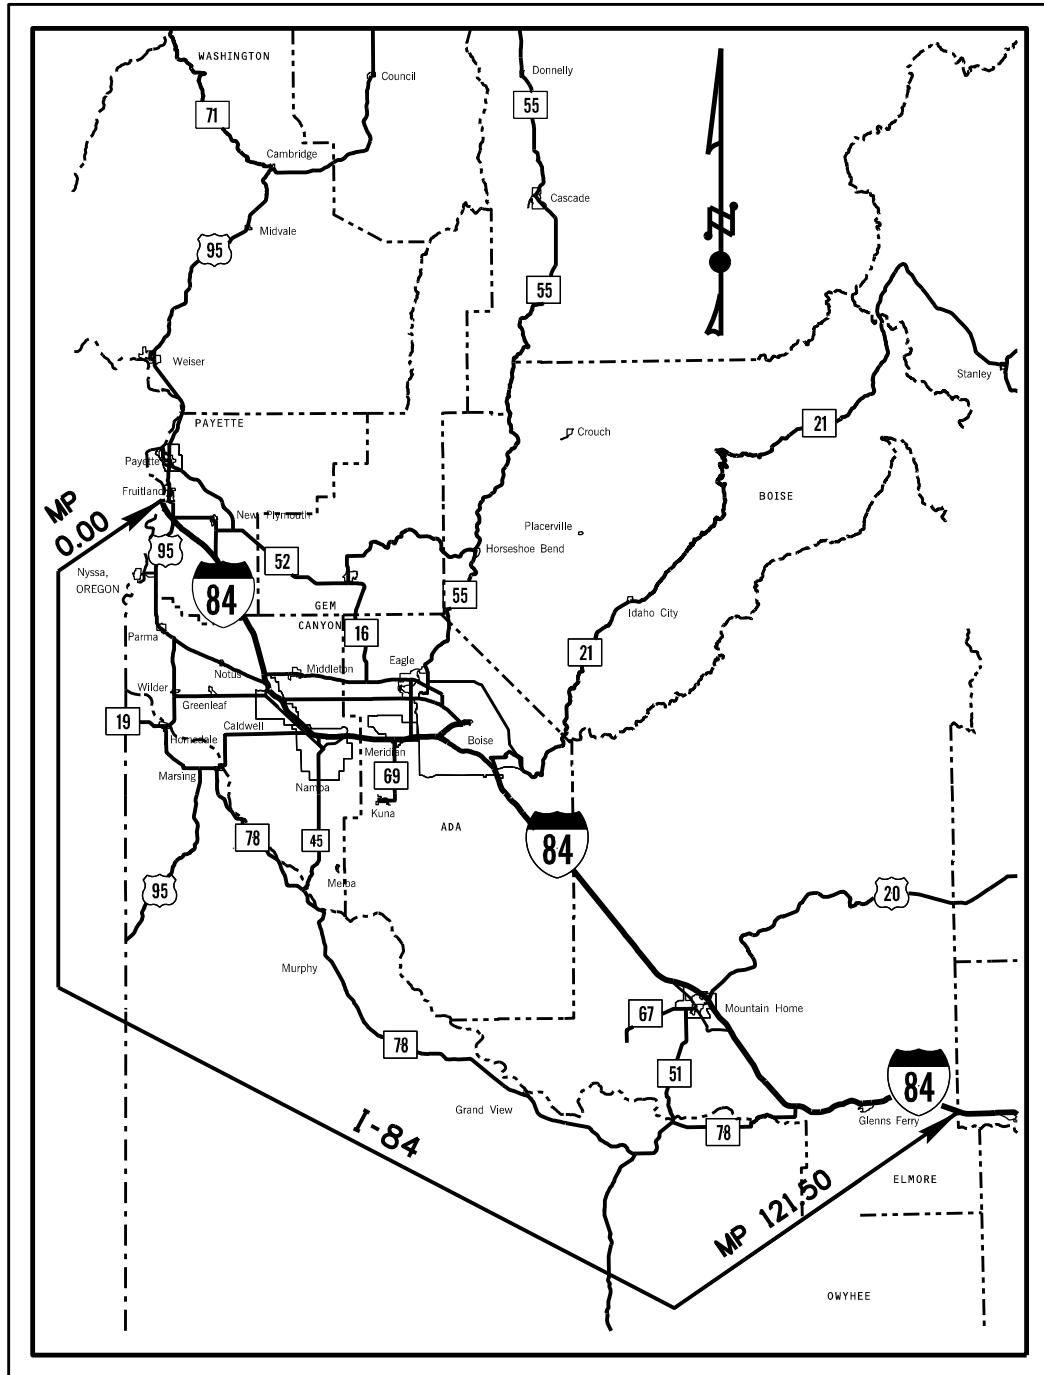 WASHINGTON
Council
Donnelly
71
55
Cambridge
Cascade
Midvale
95
55
Weiser
Stanley
PAYETTE
21
Crouch
Payette
Fruitland
MP
0.00
New Plymouth
BOISE
Placerville
95
52
Horseshoe Bend
Nyssa,
OREGON
84
55
GEM
CANYON
Idaho City
16
Parma
21
Notus
Middleton
Eagle
Wilder
Greenleaf
19
Caldwell
Homedale
Boise
Meridian
Marsing
69
Nampa
Kuna
ADA
78
45
84
Melba
95
20
Murphy
Mountain Home
67
78
51
84
Grand View
Glenns Ferry
78
I-84
ELMORE
MP 121.50
OWYHEE